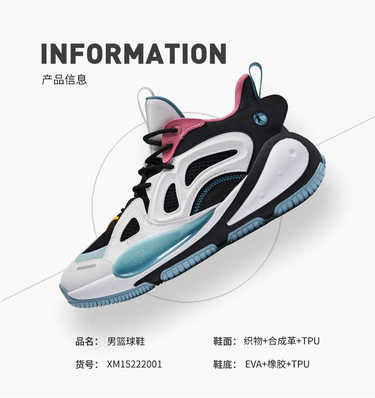 INFORMATION
产品信息
品名: 男篮球鞋
鞋面: 织物+合成革+TPU
货号: XM15222001
鞋底: EVA+橡胶+TPU